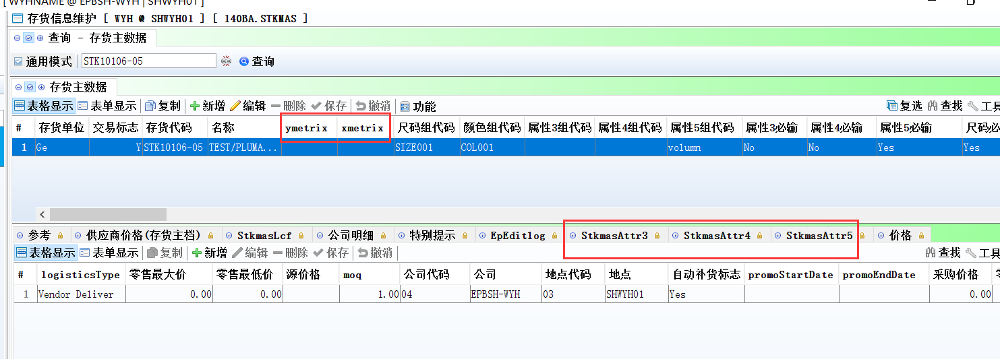 [ WYHNAME @ EPBSH-WYH | SHWYH01 ]
存货信息维护 [ WYH @ SHWYH01 ] [ 140BA.STKMAS ]
查询 - 存货主数据
通用模式 STK10106-05 查询
存货主数据
表格显示 表单显示 复制 新增 编辑 删除 保存 撤消 功能 复选 查找 工具
# 存货单位 交易标志 存货代码 名称 ymetrix xmetrix 尺码组代码 颜色组代码 属性3组代码 属性4组代码 属性5组代码 属性3必输 属性4必输 属性5必输 尺码必
1 Ge Y STK10106-05 TEST/PLUMA... SIZE001 COL001 volumn No No Yes Yes
参考 供应商价格(存货主档) StkmasLcf 公司明细 特别提示 EpEditlog StkmasAttr3 StkmasAttr4 StkmasAttr5 价格
表格显示 表单显示 复制 新增 编辑 删除 保存 撤消 查找 工具
# logisticsType 零售最大价 零售最低价 源价格 moq 公司代码 公司 地点代码 地点 自动补货标志 promoStartDate promoEndDate 采购价格
1 Vendor Deliver 0.00 0.00 1.00 04 EPBSH-WYH 03 SHWYH01 Yes 0.00